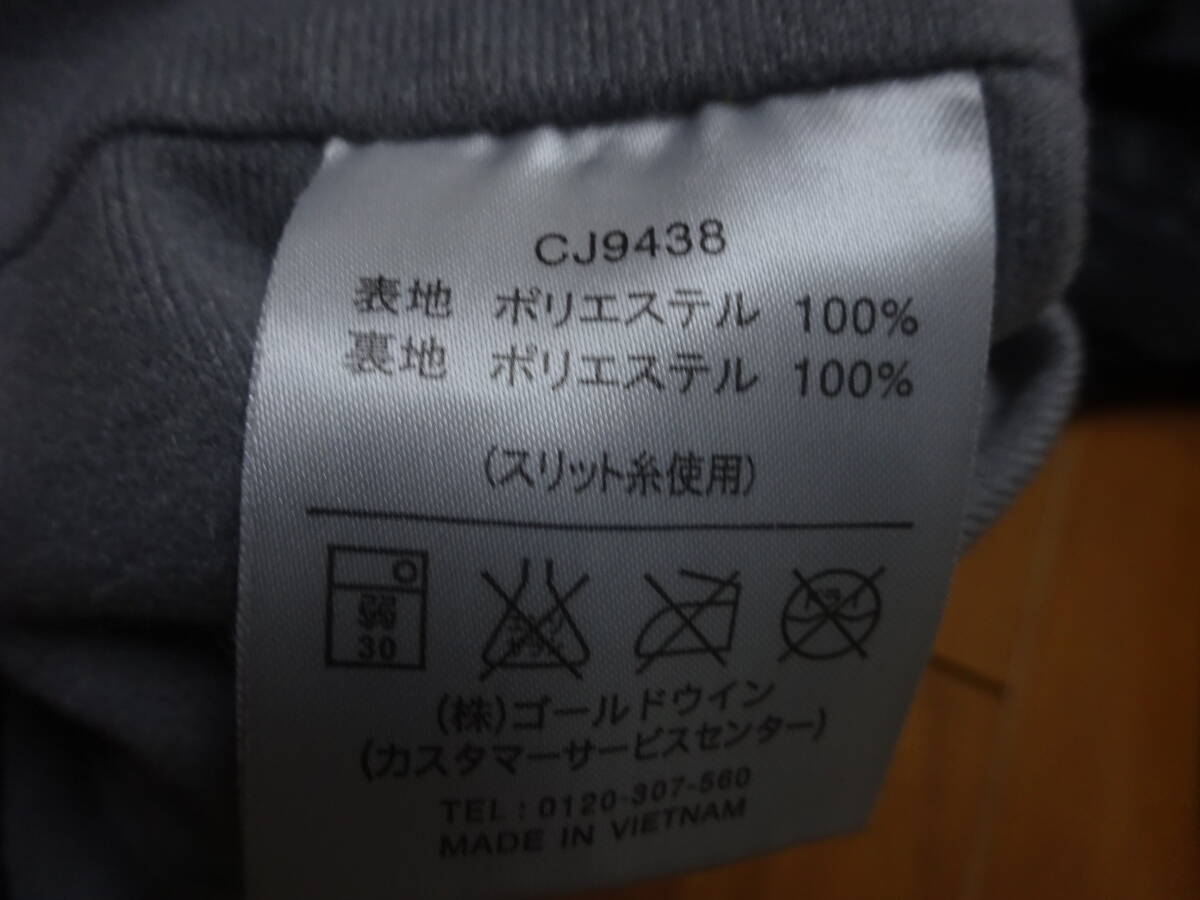 CJ9438
表地 ポリエステル 100%
裏地 ポリエステル 100%
(スリット糸使用)
弱
30
(株)ゴールドウイン
(カスタマーサービスセンター)
TEL:0120-307-560
MADE IN VIETNAM